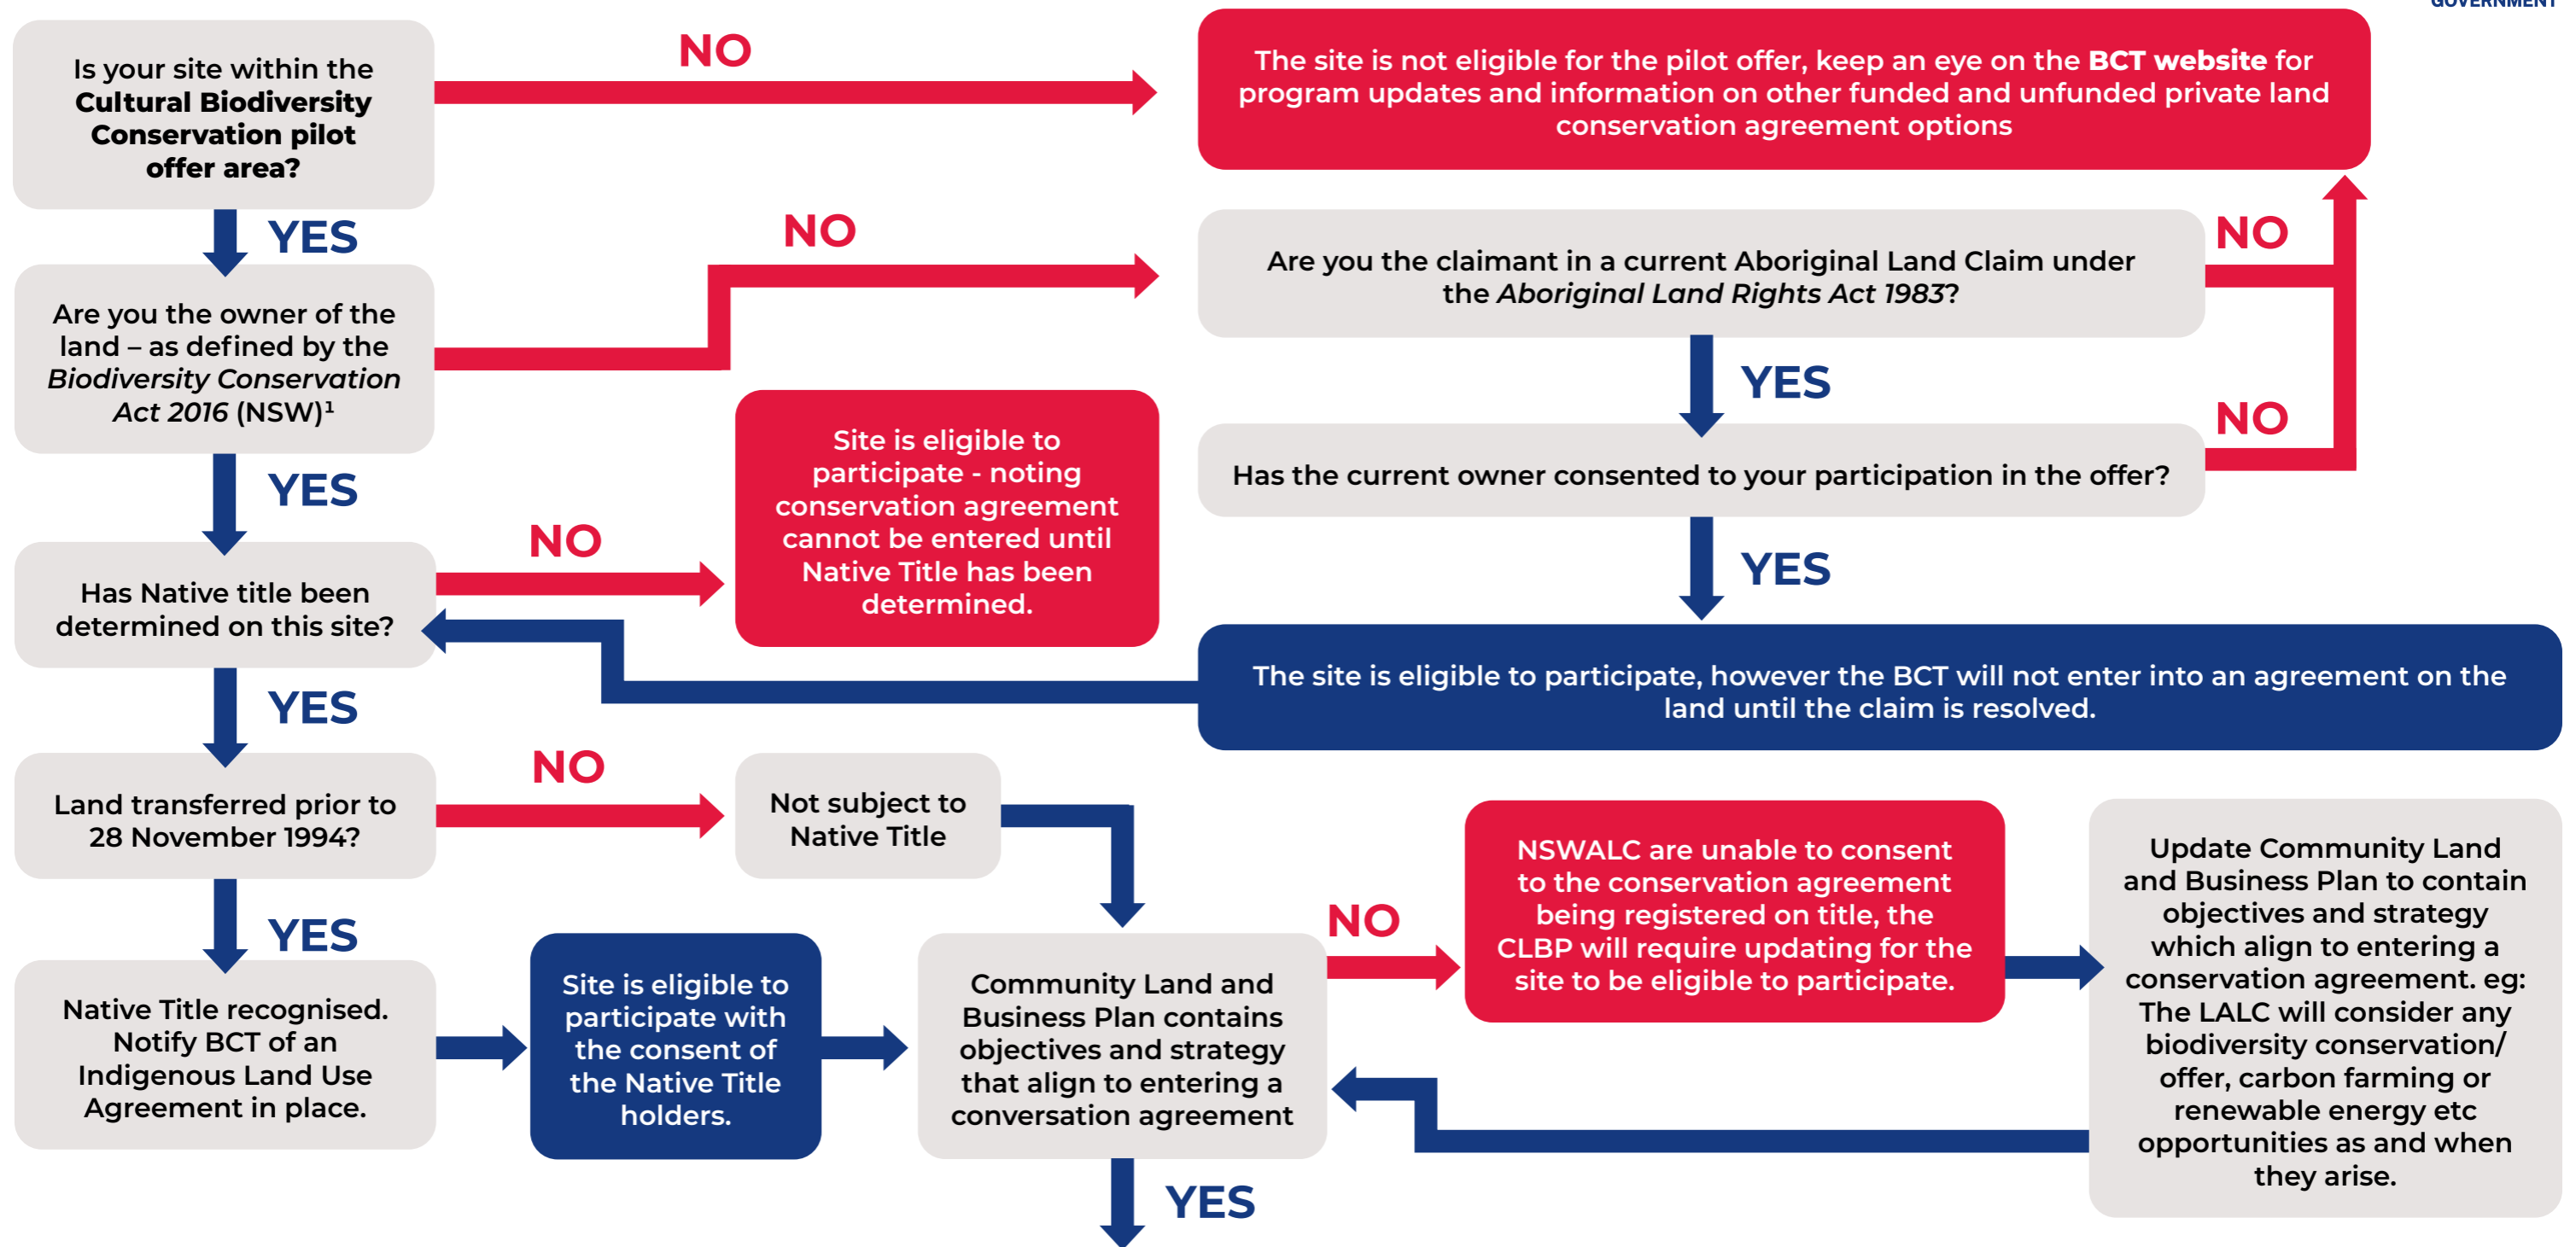 GOVERNMENT
Is your site within the
Cultural Biodiversity
Conservation pilot
offer area?
NO
The site is not eligible for the pilot offer, keep an eye on the BCT website for
program updates and information on other funded and unfunded private land
conservation agreement options
YES
Are you the owner of the
land – as defined by the
Biodiversity Conservation
Act 2016 (NSW)¹
NO
Are you the claimant in a current Aboriginal Land Claim under
the Aboriginal Land Rights Act 1983?
NO
YES
Has the current owner consented to your participation in the offer?
NO
YES
The site is eligible to participate, however the BCT will not enter into an agreement on the
land until the claim is resolved.
YES
Has Native title been
determined on this site?
NO
Site is eligible to
participate - noting
conservation agreement
cannot be entered until
Native Title has been
determined.
YES
Land transferred prior to
28 November 1994?
NO
Not subject to
Native Title
YES
Native Title recognised.
Notify BCT of an
Indigenous Land Use
Agreement in place.
Site is eligible to
participate with
the consent of
the Native Title
holders.
Community Land and
Business Plan contains
objectives and strategy
that align to entering a
conversation agreement
NO
NSWALC are unable to consent
to the conservation agreement
being registered on title, the
CLBP will require updating for the
site to be eligible to participate.
Update Community Land
and Business Plan to contain
objectives and strategy
which align to entering a
conservation agreement. eg:
The LALC will consider any
biodiversity conservation/
offer, carbon farming or
renewable energy etc
opportunities as and when
they arise.
YES